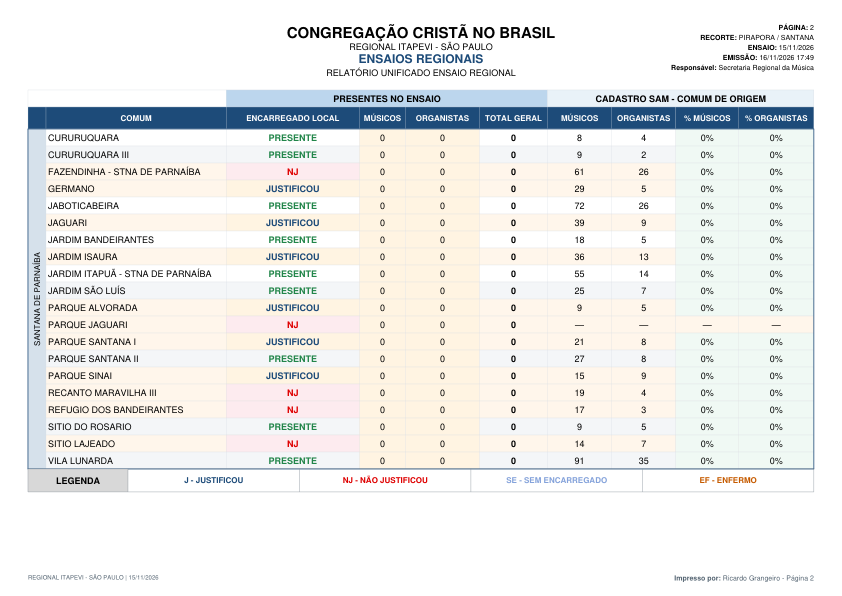 CONGREGAÇÃO CRISTÃ NO BRASIL
REGIONAL ITAPEVI - SÃO PAULO
ENSAIOS REGIONAIS
RELATÓRIO UNIFICADO ENSAIO REGIONAL
PÁGINA: 2
RECORTE: PIRAPORA / SANTANA
ENSAIO: 15/11/2026
EMISSÃO: 16/11/2026 17:49
Responsável: Secretaria Regional da Música
PRESENTES NO ENSAIO CADASTRO SAM - COMUM DE ORIGEM
COMUM ENCARREGADO LOCAL MÚSICOS ORGANISTAS TOTAL GERAL MÚSICOS ORGANISTAS % MÚSICOS % ORGANISTAS
SANTANA DE PARNAÍBA
CURURUQUARA PRESENTE 0 0 0 8 4 0% 0%
CURURUQUARA III PRESENTE 0 0 0 9 2 0% 0%
FAZENDINHA - STNA DE PARNAÍBA NJ 0 0 0 61 26 0% 0%
GERMANO JUSTIFICOU 0 0 0 29 5 0% 0%
JABOTICABEIRA PRESENTE 0 0 0 72 26 0% 0%
JAGUARI JUSTIFICOU 0 0 0 39 9 0% 0%
JARDIM BANDEIRANTES PRESENTE 0 0 0 18 5 0% 0%
JARDIM ISAURA JUSTIFICOU 0 0 0 36 13 0% 0%
JARDIM ITAPUÃ - STNA DE PARNAÍBA PRESENTE 0 0 0 55 14 0% 0%
JARDIM SÃO LUÍS PRESENTE 0 0 0 25 7 0% 0%
PARQUE ALVORADA JUSTIFICOU 0 0 0 9 5 0% 0%
PARQUE JAGUARI NJ 0 0 0 — — — —
PARQUE SANTANA I JUSTIFICOU 0 0 0 21 8 0% 0%
PARQUE SANTANA II PRESENTE 0 0 0 27 8 0% 0%
PARQUE SINAI JUSTIFICOU 0 0 0 15 9 0% 0%
RECANTO MARAVILHA III NJ 0 0 0 19 4 0% 0%
REFUGIO DOS BANDEIRANTES NJ 0 0 0 17 3 0% 0%
SITIO DO ROSARIO PRESENTE 0 0 0 9 5 0% 0%
SITIO LAJEADO NJ 0 0 0 14 7 0% 0%
VILA LUNARDA PRESENTE 0 0 0 91 35 0% 0%
LEGENDA J - JUSTIFICOU NJ - NÃO JUSTIFICOU SE - SEM ENCARREGADO EF - ENFERMO
REGIONAL ITAPEVI - SÃO PAULO | 15/11/2026 Impresso por: Ricardo Grangeiro - Página 2